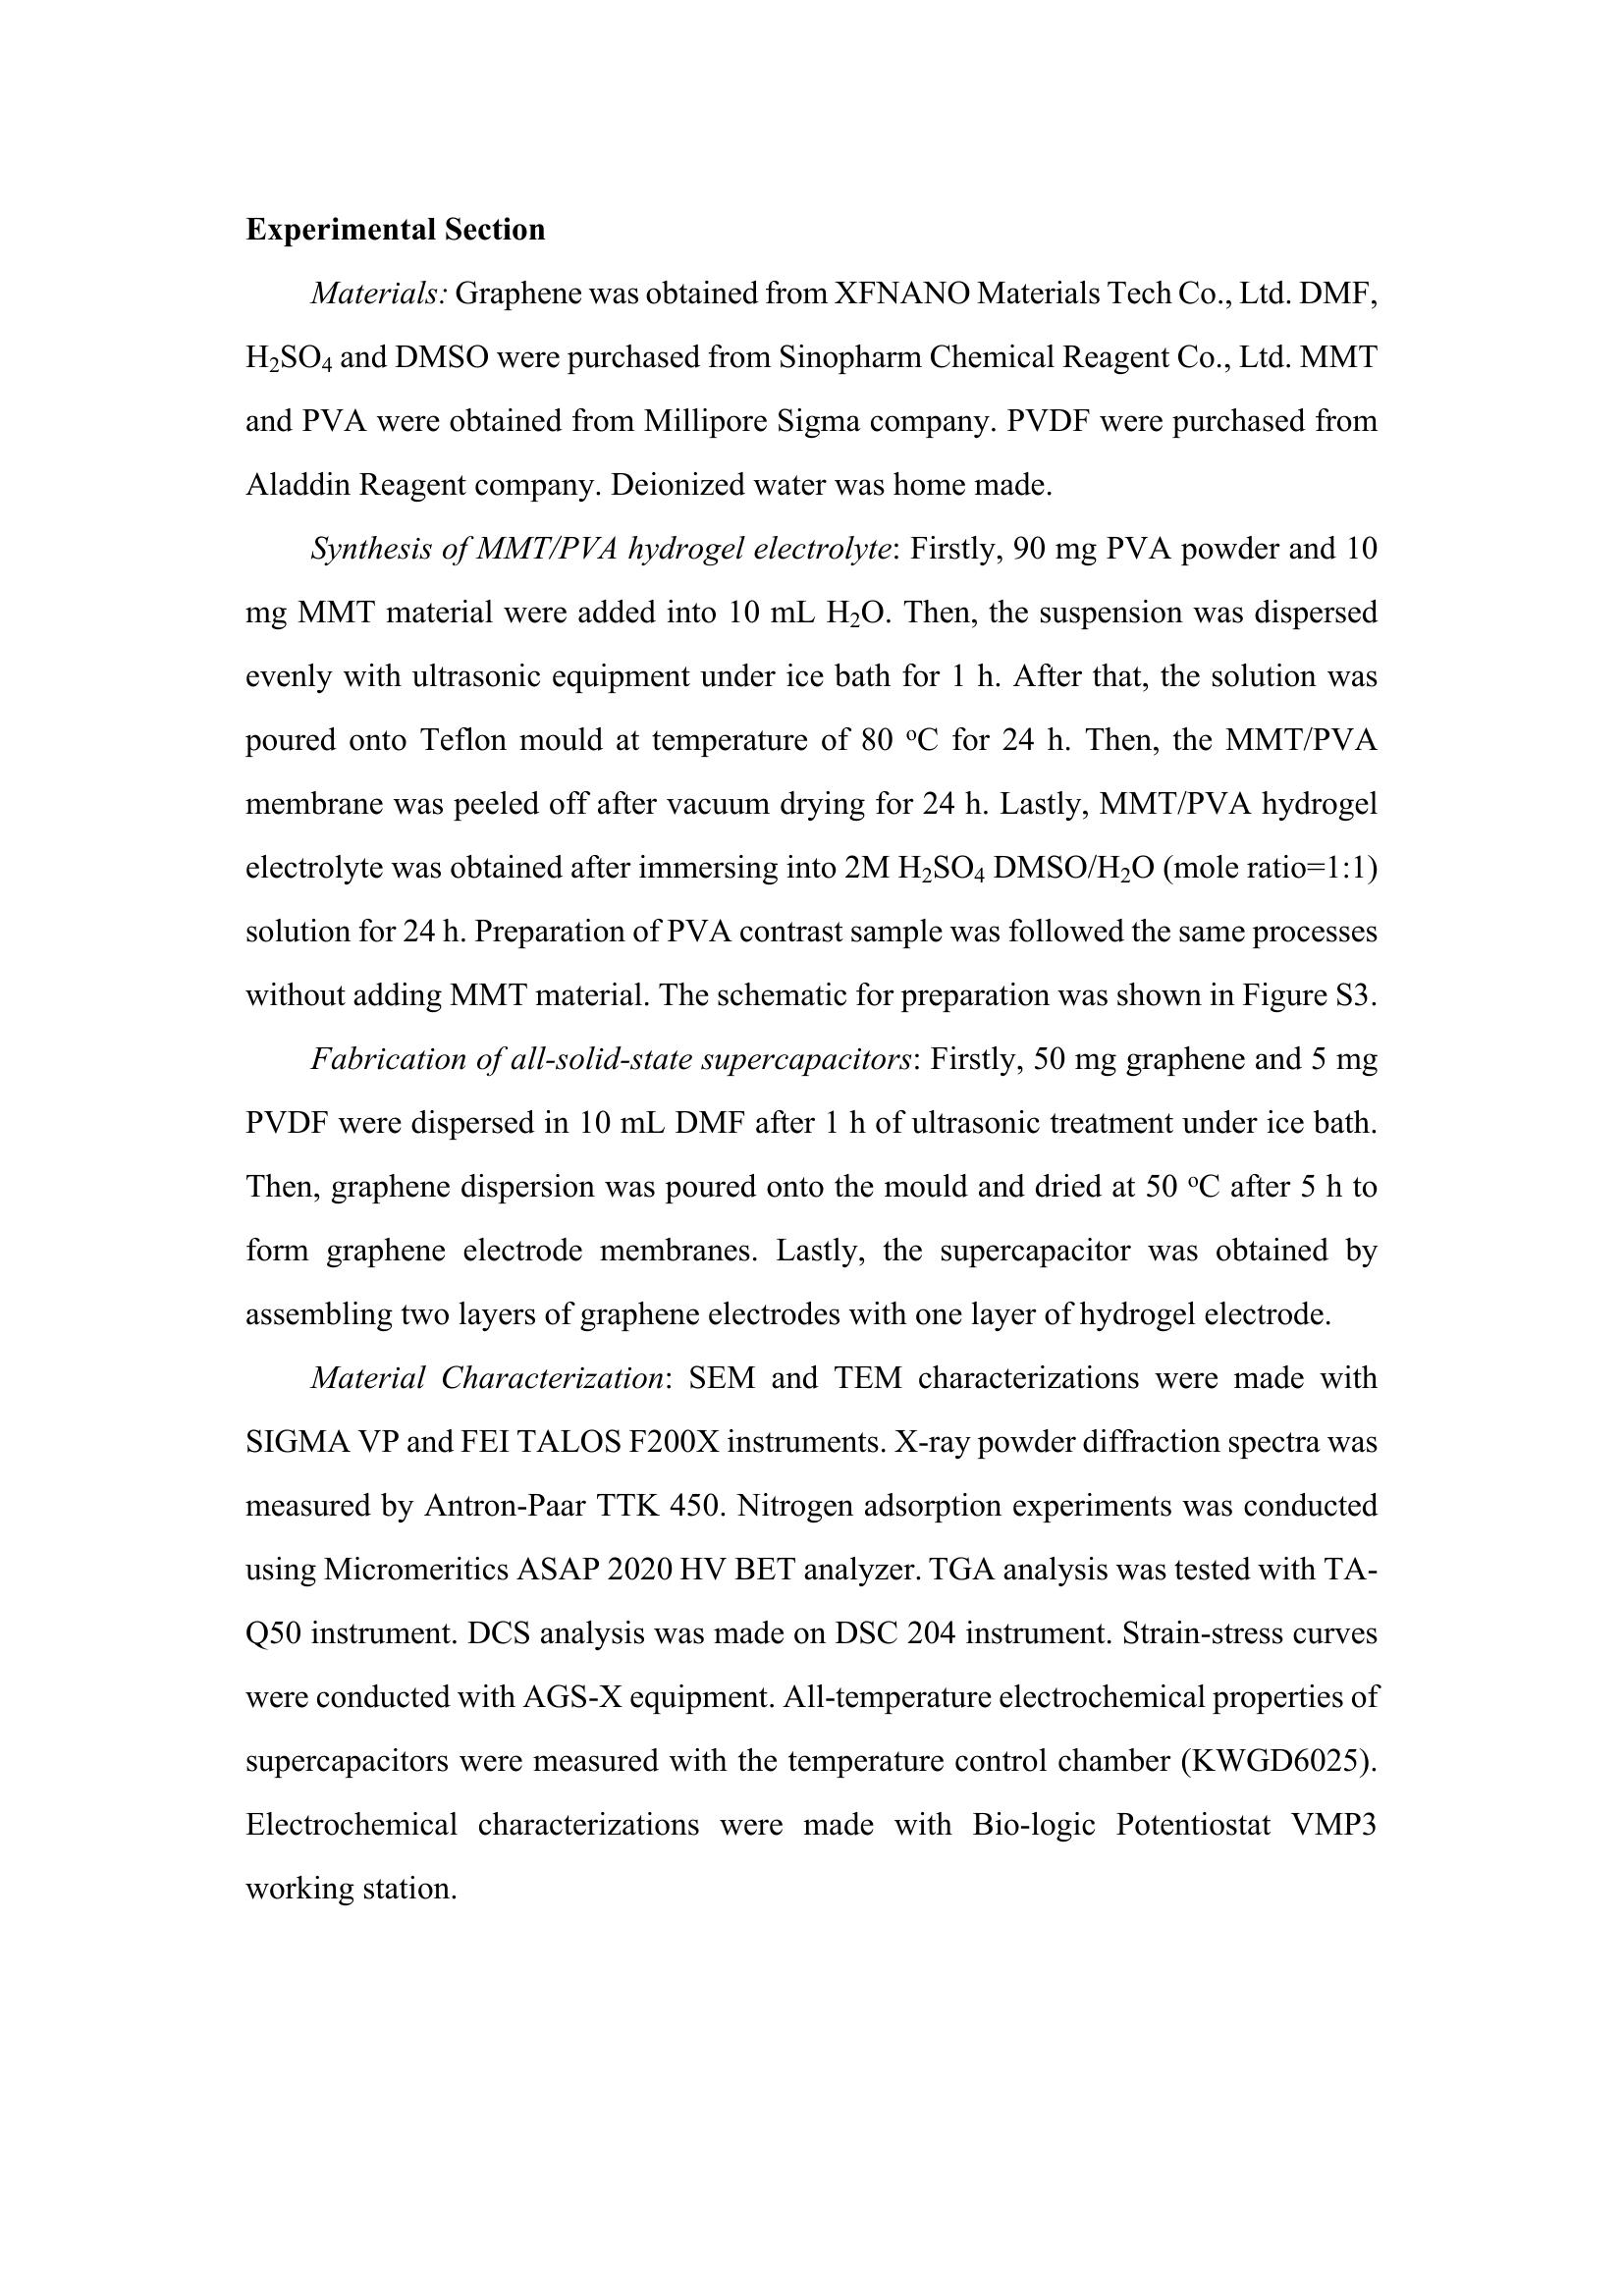 Experimental Section
Materials: Graphene was obtained from XFNANO Materials Tech Co., Ltd. DMF,
H₂SO₄ and DMSO were purchased from Sinopharm Chemical Reagent Co., Ltd. MMT
and PVA were obtained from Millipore Sigma company. PVDF were purchased from
Aladdin Reagent company. Deionized water was home made.
Synthesis of MMT/PVA hydrogel electrolyte: Firstly, 90 mg PVA powder and 10
mg MMT material were added into 10 mL H₂O. Then, the suspension was dispersed
evenly with ultrasonic equipment under ice bath for 1 h. After that, the solution was
poured onto Teflon mould at temperature of 80 ᵒC for 24 h. Then, the MMT/PVA
membrane was peeled off after vacuum drying for 24 h. Lastly, MMT/PVA hydrogel
electrolyte was obtained after immersing into 2M H₂SO₄ DMSO/H₂O (mole ratio=1:1)
solution for 24 h. Preparation of PVA contrast sample was followed the same processes
without adding MMT material. The schematic for preparation was shown in Figure S3.
Fabrication of all-solid-state supercapacitors: Firstly, 50 mg graphene and 5 mg
PVDF were dispersed in 10 mL DMF after 1 h of ultrasonic treatment under ice bath.
Then, graphene dispersion was poured onto the mould and dried at 50 ᵒC after 5 h to
form graphene electrode membranes. Lastly, the supercapacitor was obtained by
assembling two layers of graphene electrodes with one layer of hydrogel electrode.
Material Characterization: SEM and TEM characterizations were made with
SIGMA VP and FEI TALOS F200X instruments. X-ray powder diffraction spectra was
measured by Antron-Paar TTK 450. Nitrogen adsorption experiments was conducted
using Micromeritics ASAP 2020 HV BET analyzer. TGA analysis was tested with TA-
Q50 instrument. DCS analysis was made on DSC 204 instrument. Strain-stress curves
were conducted with AGS-X equipment. All-temperature electrochemical properties of
supercapacitors were measured with the temperature control chamber (KWGD6025).
Electrochemical characterizations were made with Bio-logic Potentiostat VMP3
working station.